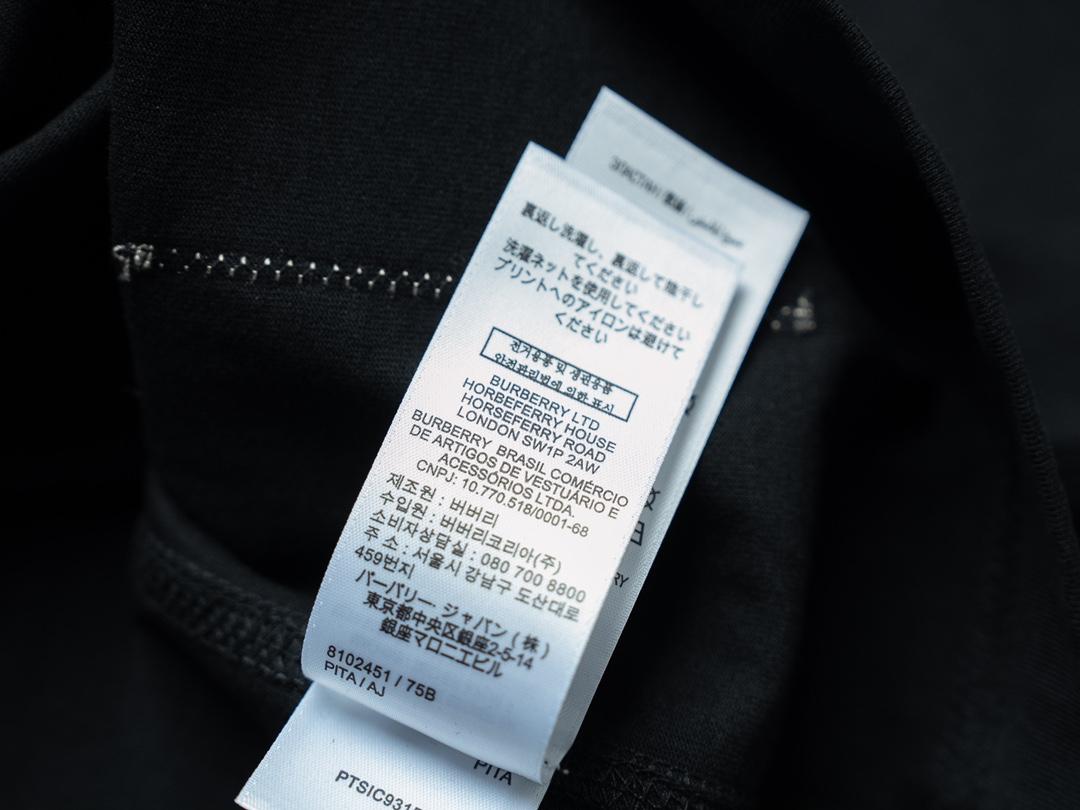 裏返し洗濯し、裏返して陰干し
てください
洗濯ネットを使用してください
プリントへのアイロンは避けて
ください
전기용품 및 생활용품
안전관리법에 의한 표시
BURBERRY LTD
HORBEFERRY HOUSE
HORSEFERRY ROAD
LONDON SW1P 2AW
BURBERRY BRASIL COMÉRCIO
DE ARTIGOS DE VESTUÁRIO E
ACESSÓRIOS LTDA.
CNPJ: 10.770.518/0001-68
제조원 : 버버리
수입원 : 버버리코리아(주)
소비자상담실 : 080 700 8800
주 소 : 서울시 강남구 도산대로
459번지
バーバリー・ジャパン(株)
東京都中央区銀座2-5-14
銀座マロニエビル
8102451 / 75B
PITA / AJ
RY
PITA
PTSIC931